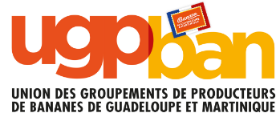 ugpban
UNION DES GROUPEMENTS DE PRODUCTEURS
DE BANANES DE GUADELOUPE ET MARTINIQUE